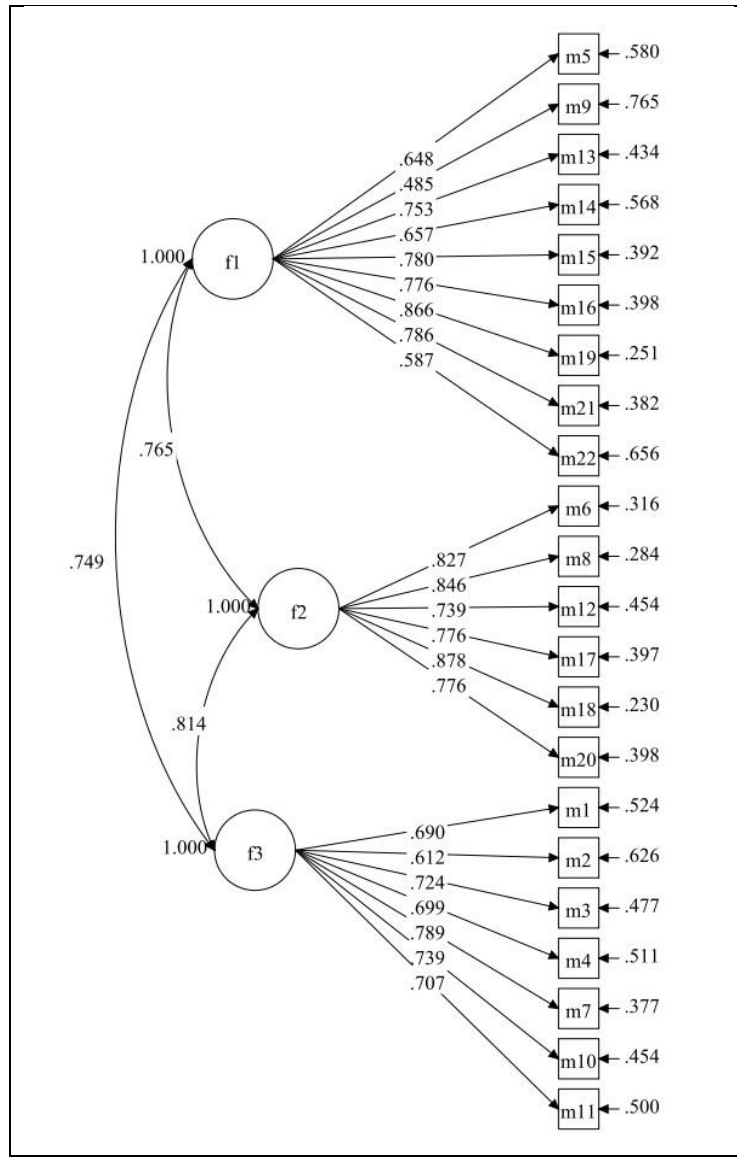 m5 .580
m9 .765
m13 .434
.648
.485
.753
m14 .568
.657
1.000 f1 .780 m15 .392
.776
m16 .398
.866
.786
m19 .251
.587
m21 .382
.765
m22 .656
m6 .316
.749
.827
m8 .284
.846
1.000 f2 .739 m12 .454
.776
m17 .397
.878
.776
m18 .230
.814
m20 .398
m1 .524
.690
1.000 f3 .612 m2 .626
.724
m3 .477
.699
.789
m4 .511
.739
.707
m7 .377
m10 .454
m11 .500